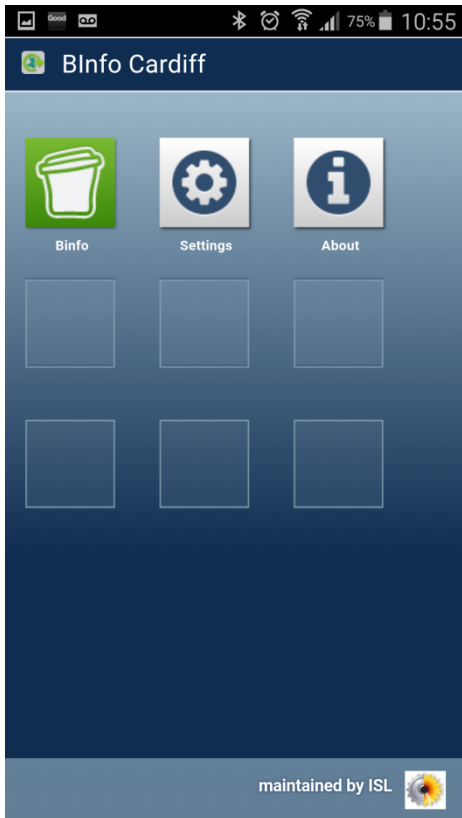 Good
75% 10:55
BInfo Cardiff
Binfo Settings About
maintained by ISL